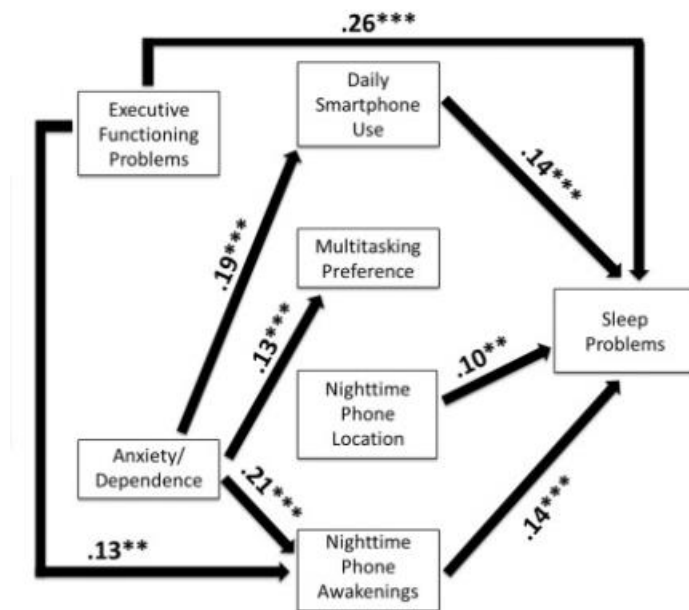 .26***
Executive
Functioning
Problems
Daily
Smartphone
Use
.14***
.19***
Multitasking
Preference
.13***
Sleep
Problems
.10**
Nighttime
Phone
Location
Anxiety/
Dependence
.21***
.14***
.13**
Nighttime
Phone
Awakenings